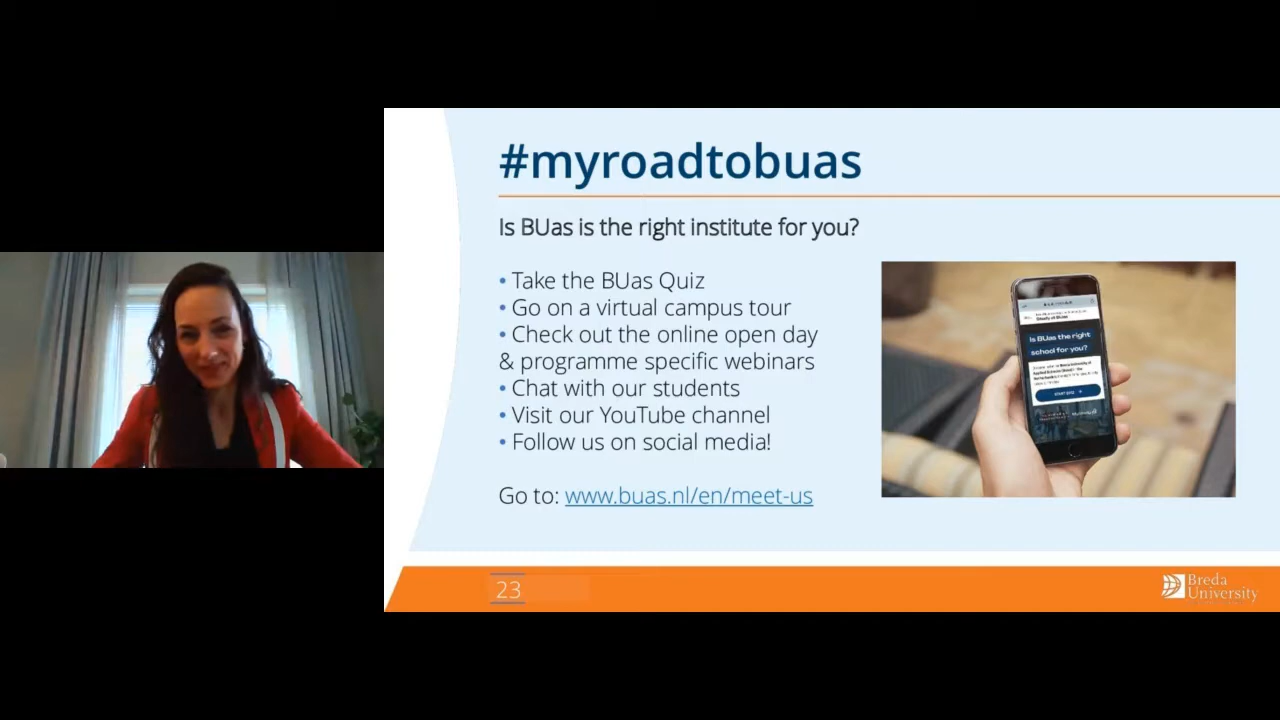 #myroadtobuas
Is BUas is the right institute for you?
• Take the BUas Quiz
• Go on a virtual campus tour
• Check out the online open day
& programme specific webinars
• Chat with our students
• Visit our YouTube channel
• Follow us on social media!
Go to: www.buas.nl/en/meet-us
Is BUas the right
school for you?
23
Breda
University